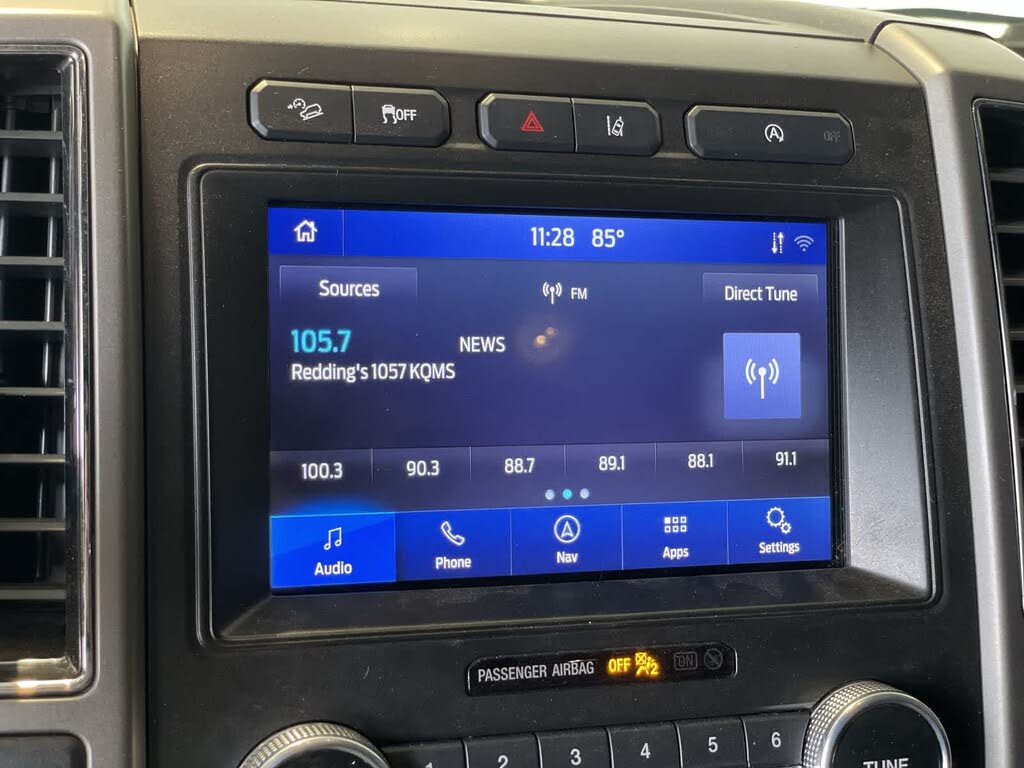 OFF
A OFF
11:28 85°
Sources FM Direct Tune
105.7 NEWS
Redding's 1057 KQMS
100.3 90.3 88.7 89.1 88.1 91.1
Audio Phone Nav Apps Settings
PASSENGER AIRBAG OFF 2 ON
1 2 3 4 5 6
TUNE